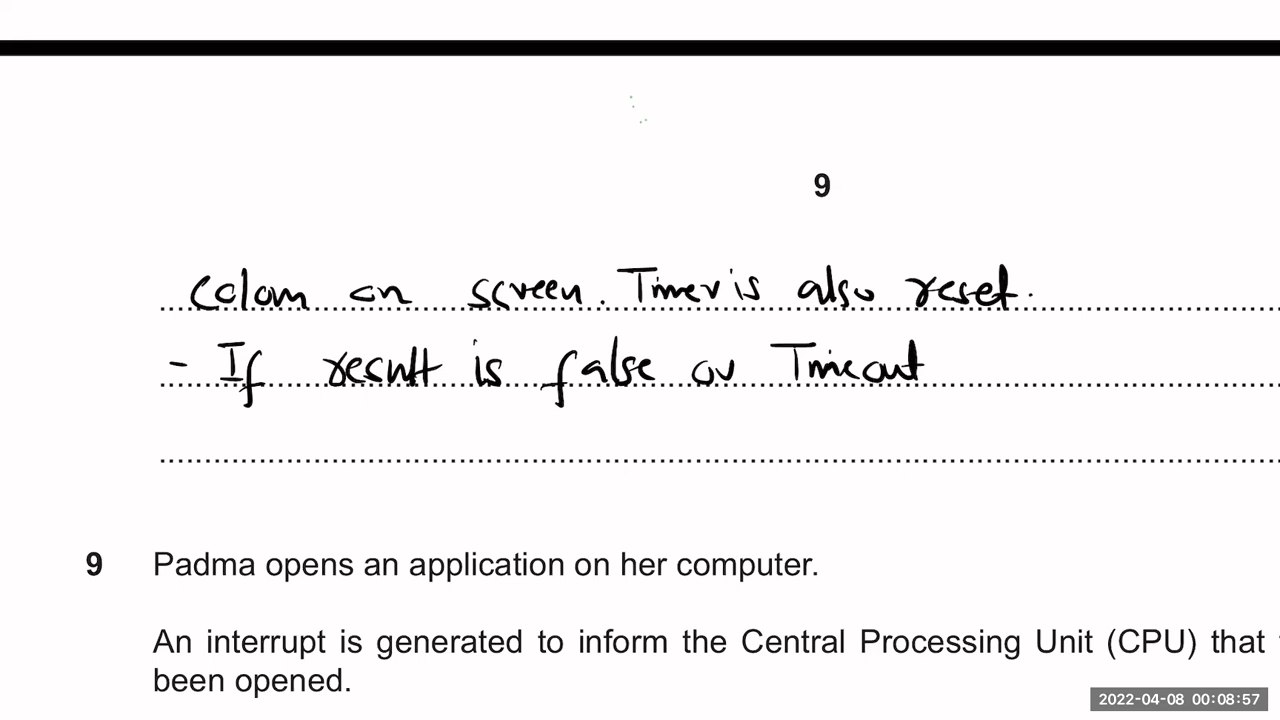 9
Colom on screen. Timer is also reset.
- If result is false or Timeout
9 Padma opens an application on her computer.
An interrupt is generated to inform the Central Processing Unit (CPU) that
been opened.
2022-04-08 00:08:57